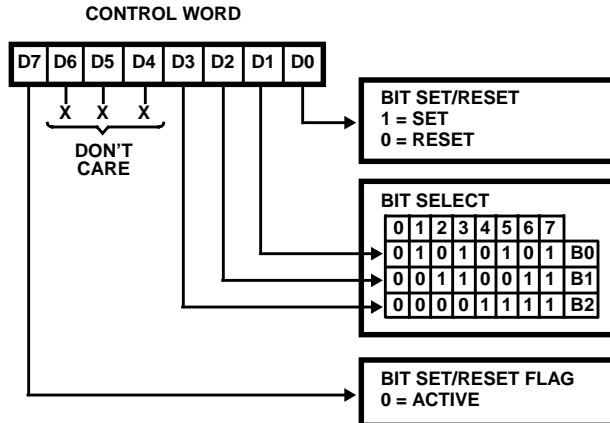 CONTROL WORD
D7 D6 D5 D4 D3 D2 D1 D0
X X X
DON'T
CARE
BIT SET/RESET
1 = SET
0 = RESET
BIT SELECT
0 1 2 3 4 5 6 7
0 1 0 1 0 1 0 1 B0
0 0 1 1 0 0 1 1 B1
0 0 0 0 1 1 1 1 B2
BIT SET/RESET FLAG
0 = ACTIVE